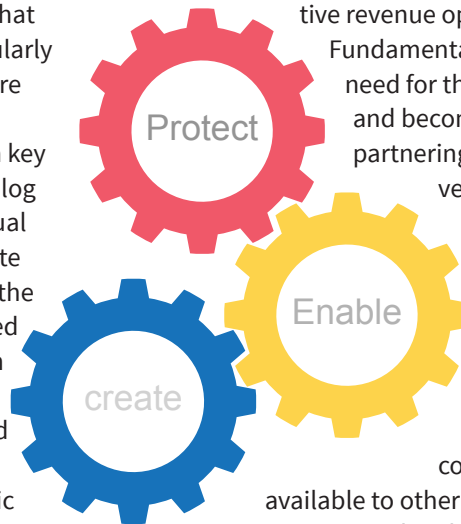 hat
ularly
re
key
log
ual
te
the
ed
d
ic
Protect
Enable
create
tive revenue op
Fundamenta
need for th
and becom
partnering
ve
co
available to other